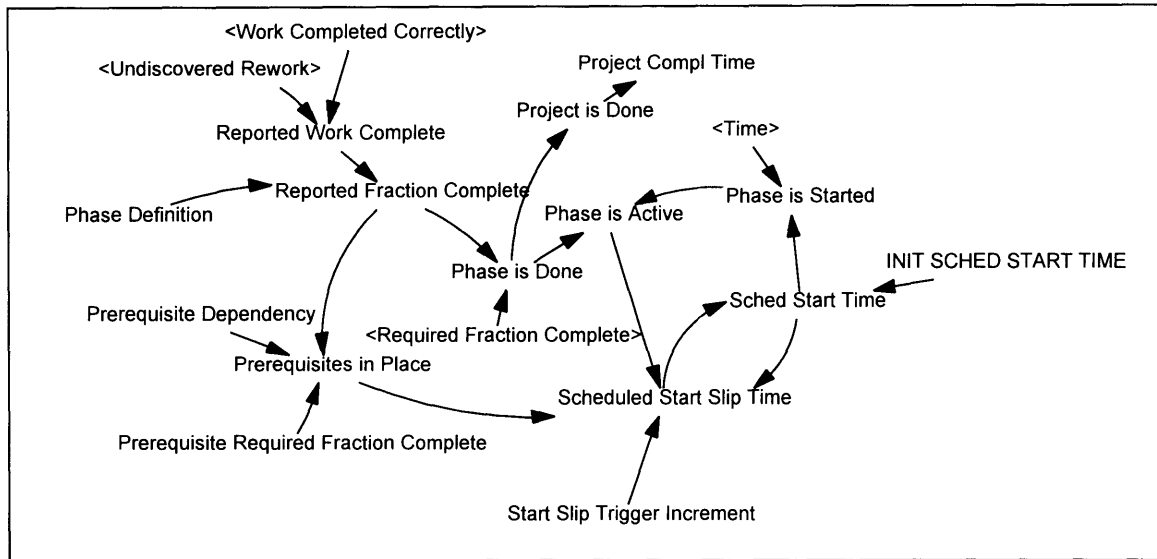 <Work Completed Correctly>
<Undiscovered Rework>
Project Compl Time
Project is Done
Reported Work Complete
<Time>
Reported Fraction Complete
Phase is Started
Phase Definition
Phase is Active
Phase is Done
INIT SCHED START TIME
Sched Start Time
Prerequisite Dependency
<Required Fraction Complete>
Prerequisites in Place
Scheduled Start Slip Time
Prerequisite Required Fraction Complete
Start Slip Trigger Increment